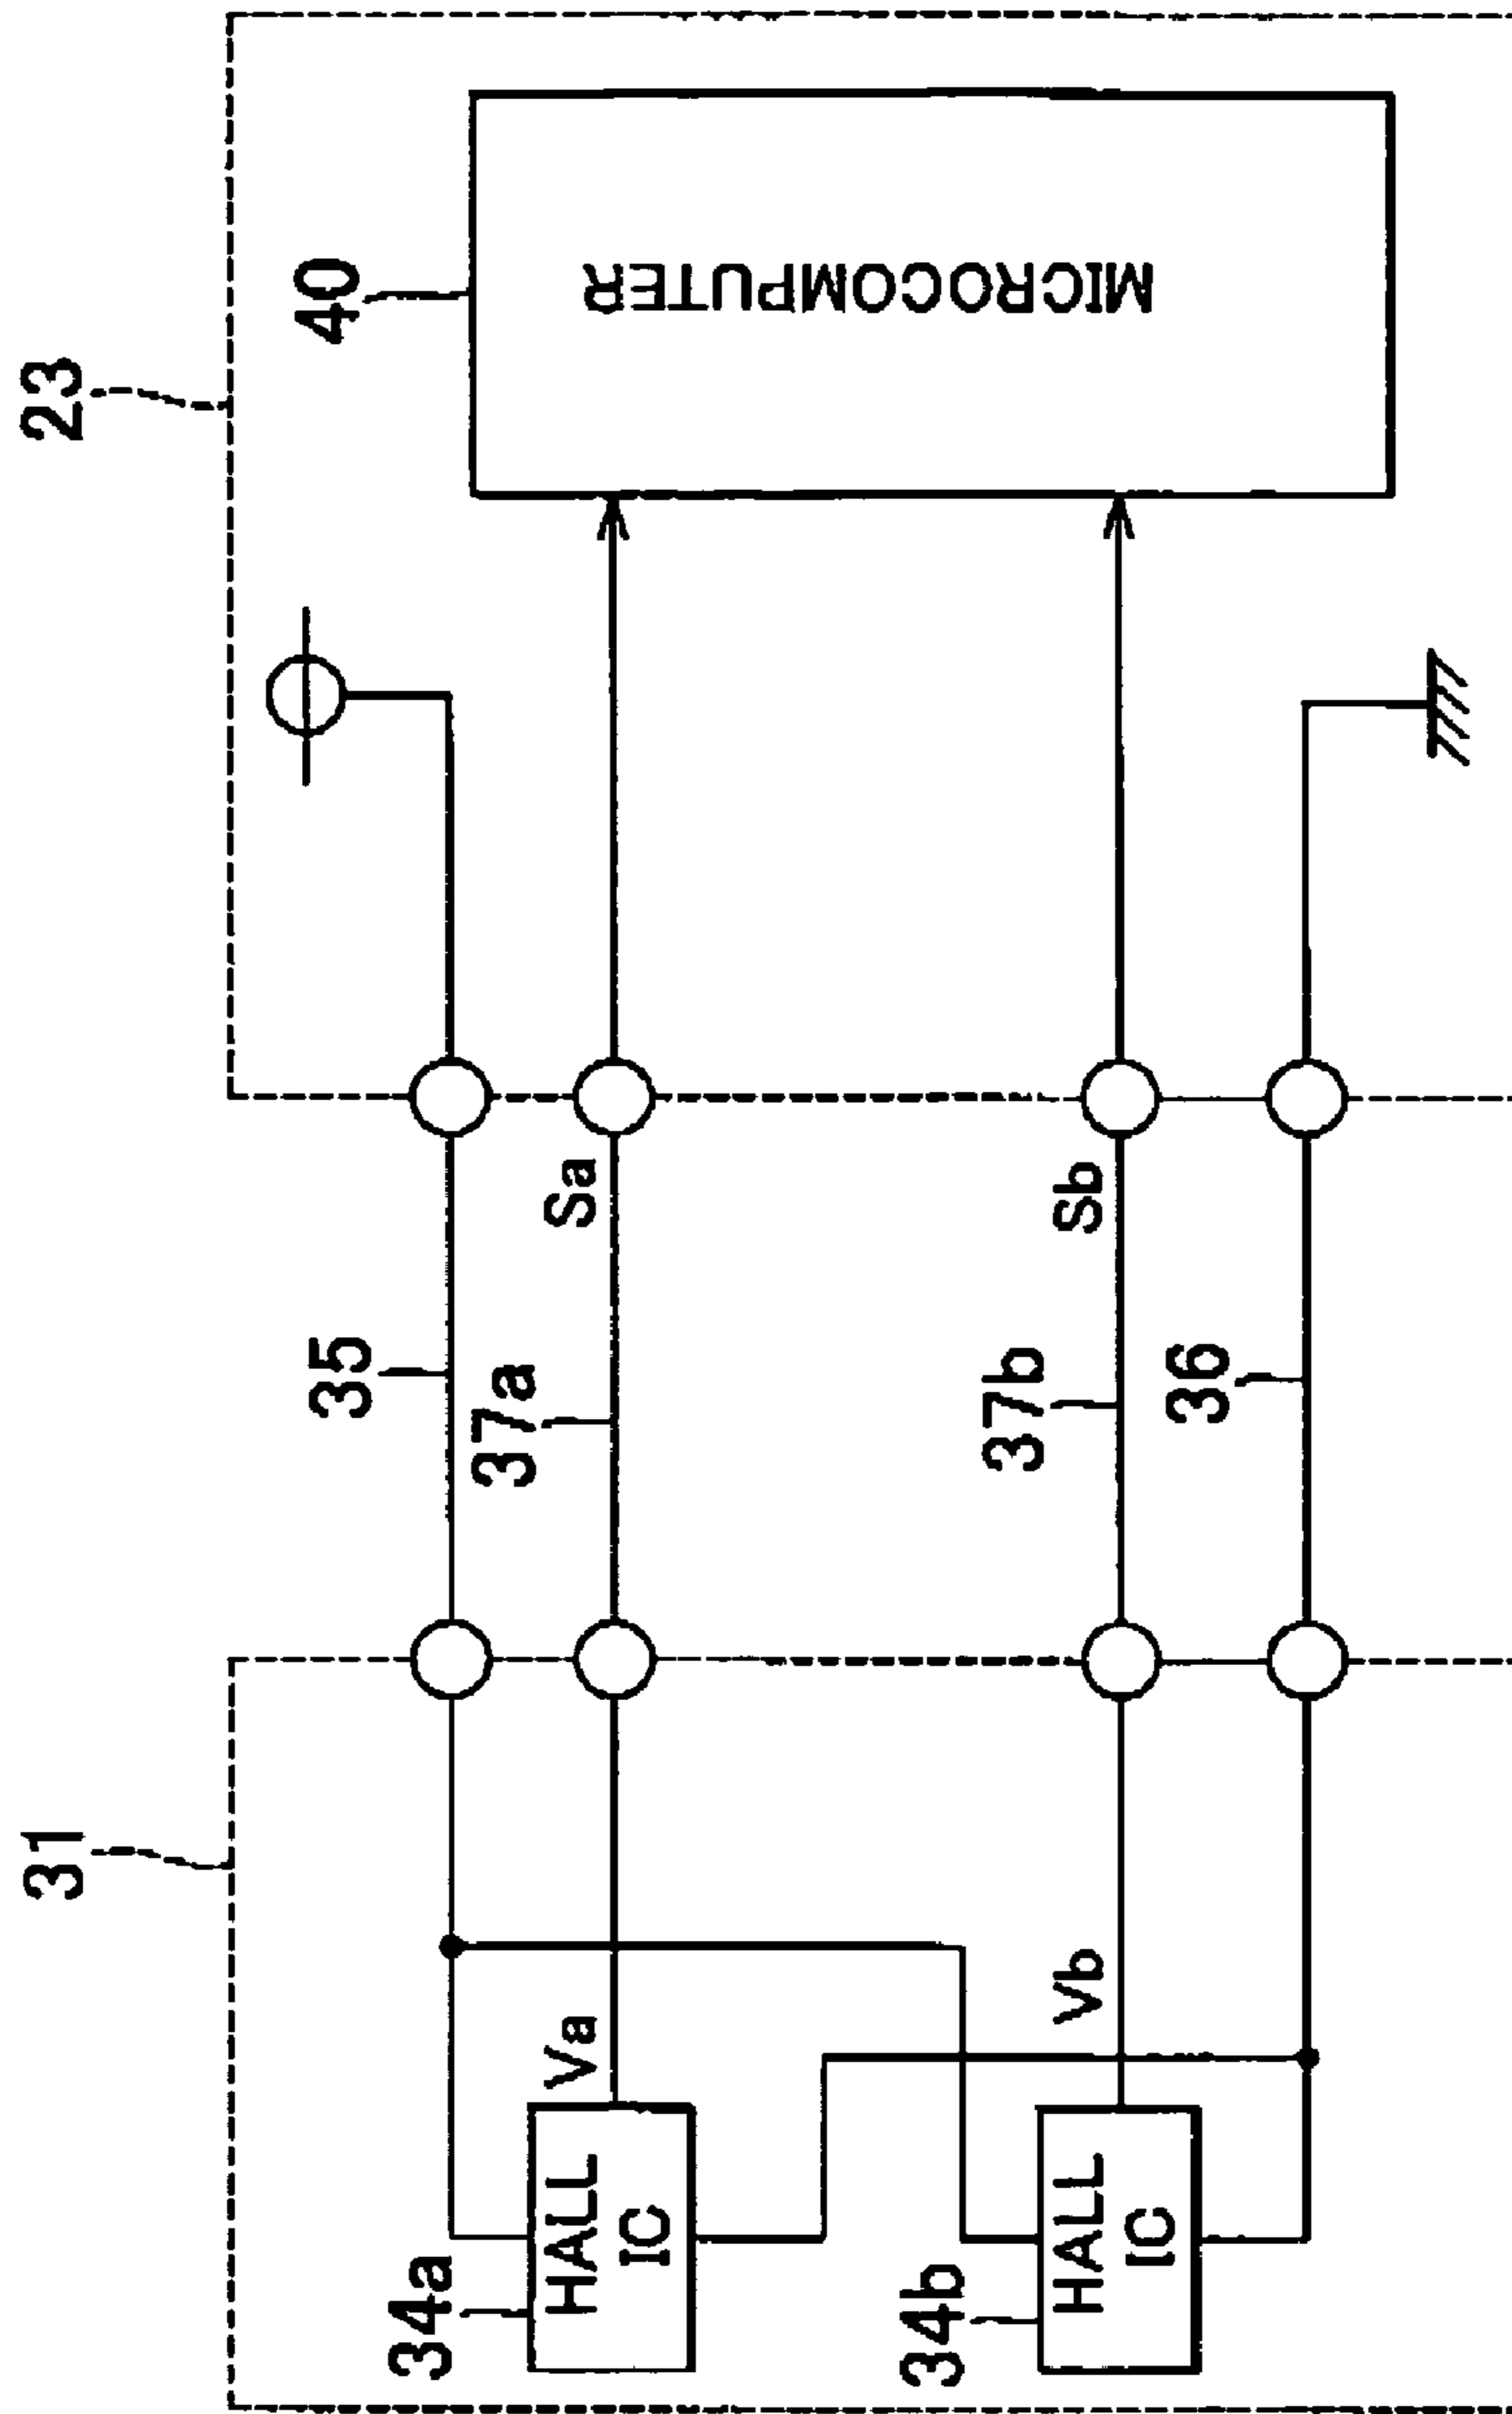 31
23
34a
HALL
IC
Va
35
37a
Sa
40
MICROCOMPUTER
34b
HALL
IC
Vb
37b
Sb
36